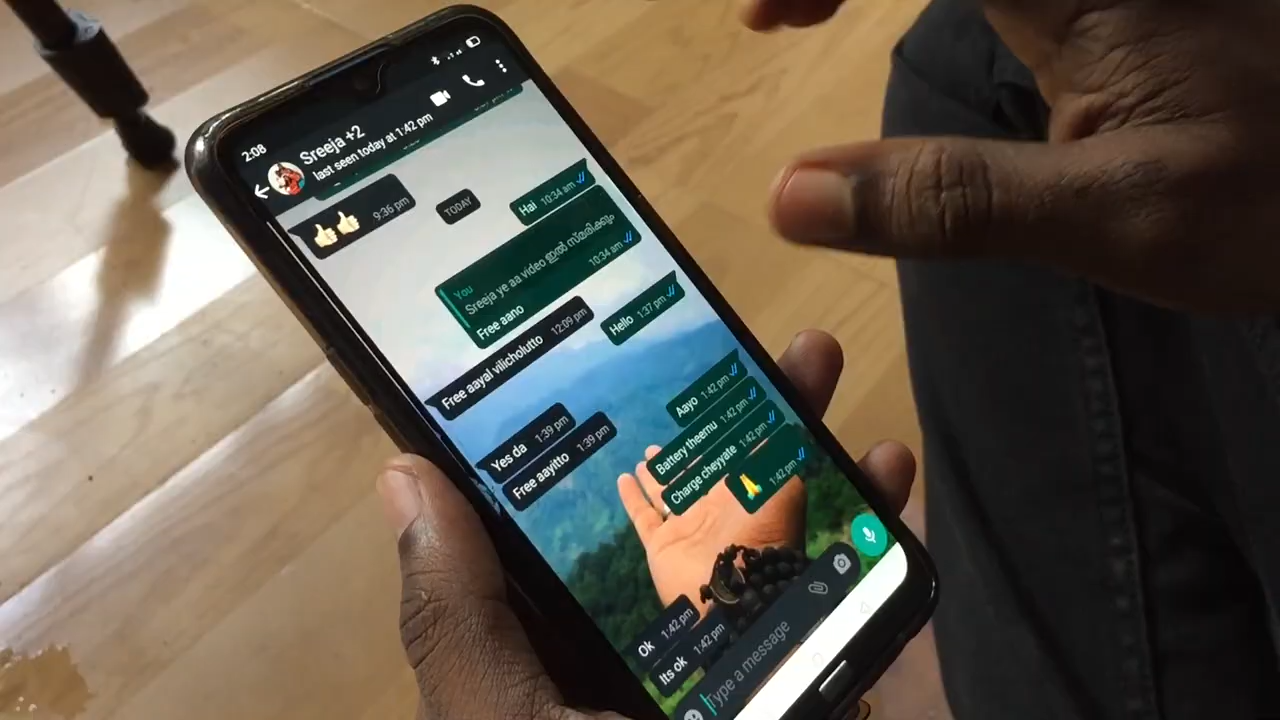 2:08
Sreeja +2
last seen today at 1:42 pm
9:36 pm
TODAY
Hai 10:34 am
You
Sreeja ye aa video ഇൽ സ്മരിക്കും
10:34 am
Free aano
Free aayal vilicholutto 12:09 pm
Hello 1:37 pm
Yes da 1:39 pm
Free aayitto 1:39 pm
Aayo 1:42 pm
Battery theernu 1:42 pm
Charge cheyyate 1:42 pm
1:42 pm
Ok 1:42 pm
Its ok 1:42 pm
Type a message